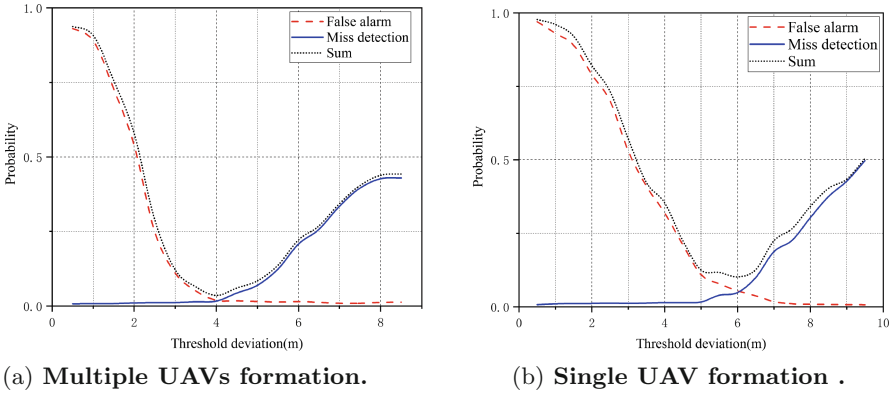 1.0
False alarm
Miss detection
Sum
Probability
0.5
0.0
0 2 4 6 8
Threshold deviation(m)
(a) Multiple UAVs formation.
1.0
False alarm
Miss detection
Sum
Probability
0.5
0.0
0 2 4 6 8 10
Threshold deviation(m)
(b) Single UAV formation .